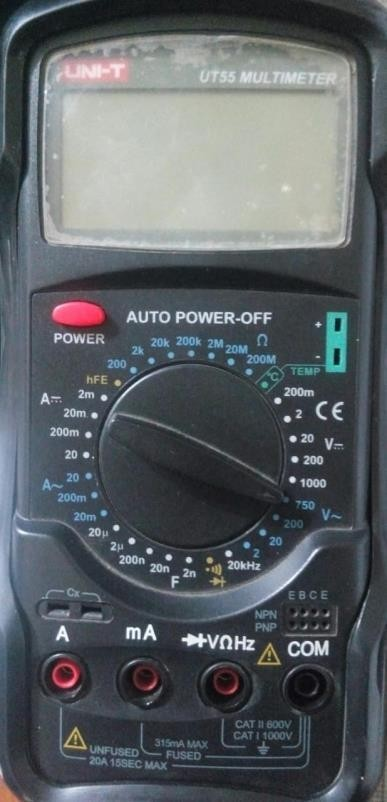 UNI-T
UT55 MULTIMETER
POWER
AUTO POWER-OFF
+
-
TEMP
Ω
200
2k
20k
200k
2M
20M
200M
°C
hFE
A⎓
2m
20m
200m
20
A~
20
200m
20m
20µ
2µ
200n
20n
2n
F
20kHz
2
20
200
750
V~
1000
200
20
2
200m
V⎓
CE
Cx
E B C E
NPN
PNP
A
mA
VΩHz
COM
UNFUSED
20A 15SEC MAX
315mA MAX
FUSED
CAT II 600V
CAT I 1000V